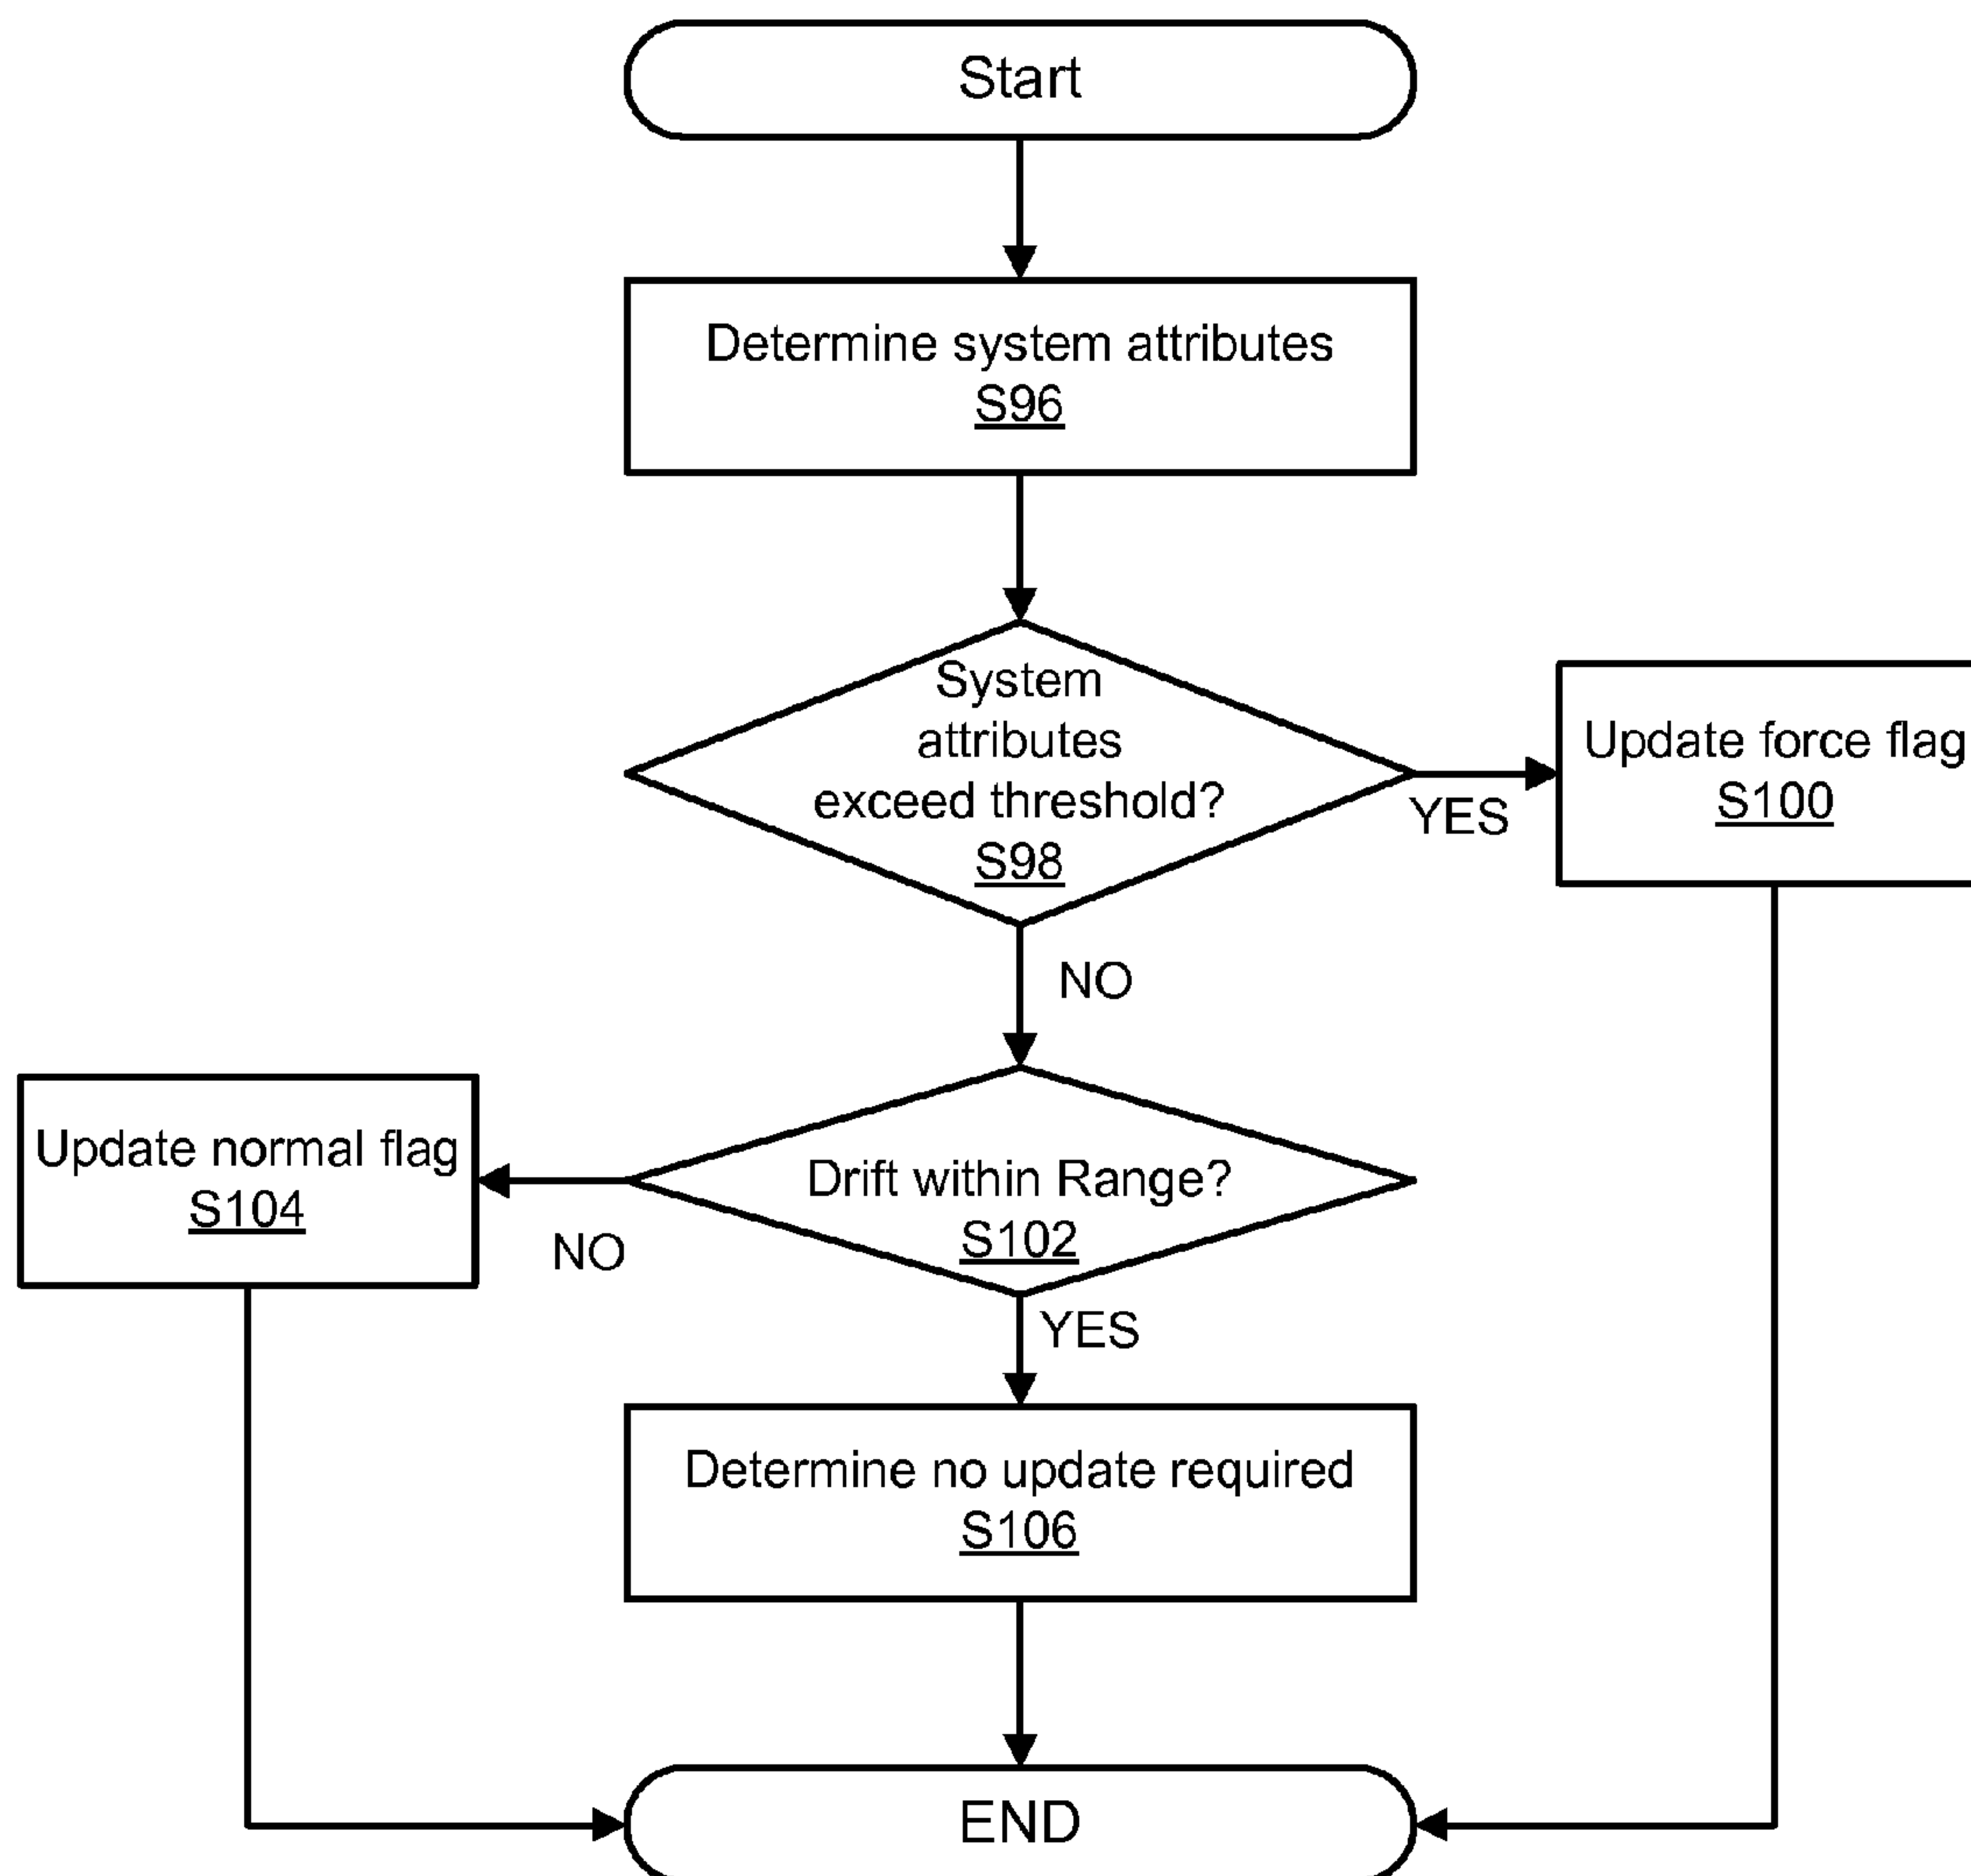 Start
Determine system attributes
S96
System
attributes
exceed threshold?
S98
YES
Update force flag
S100
NO
Update normal flag
S104
NO
Drift within Range?
S102
YES
Determine no update required
S106
END